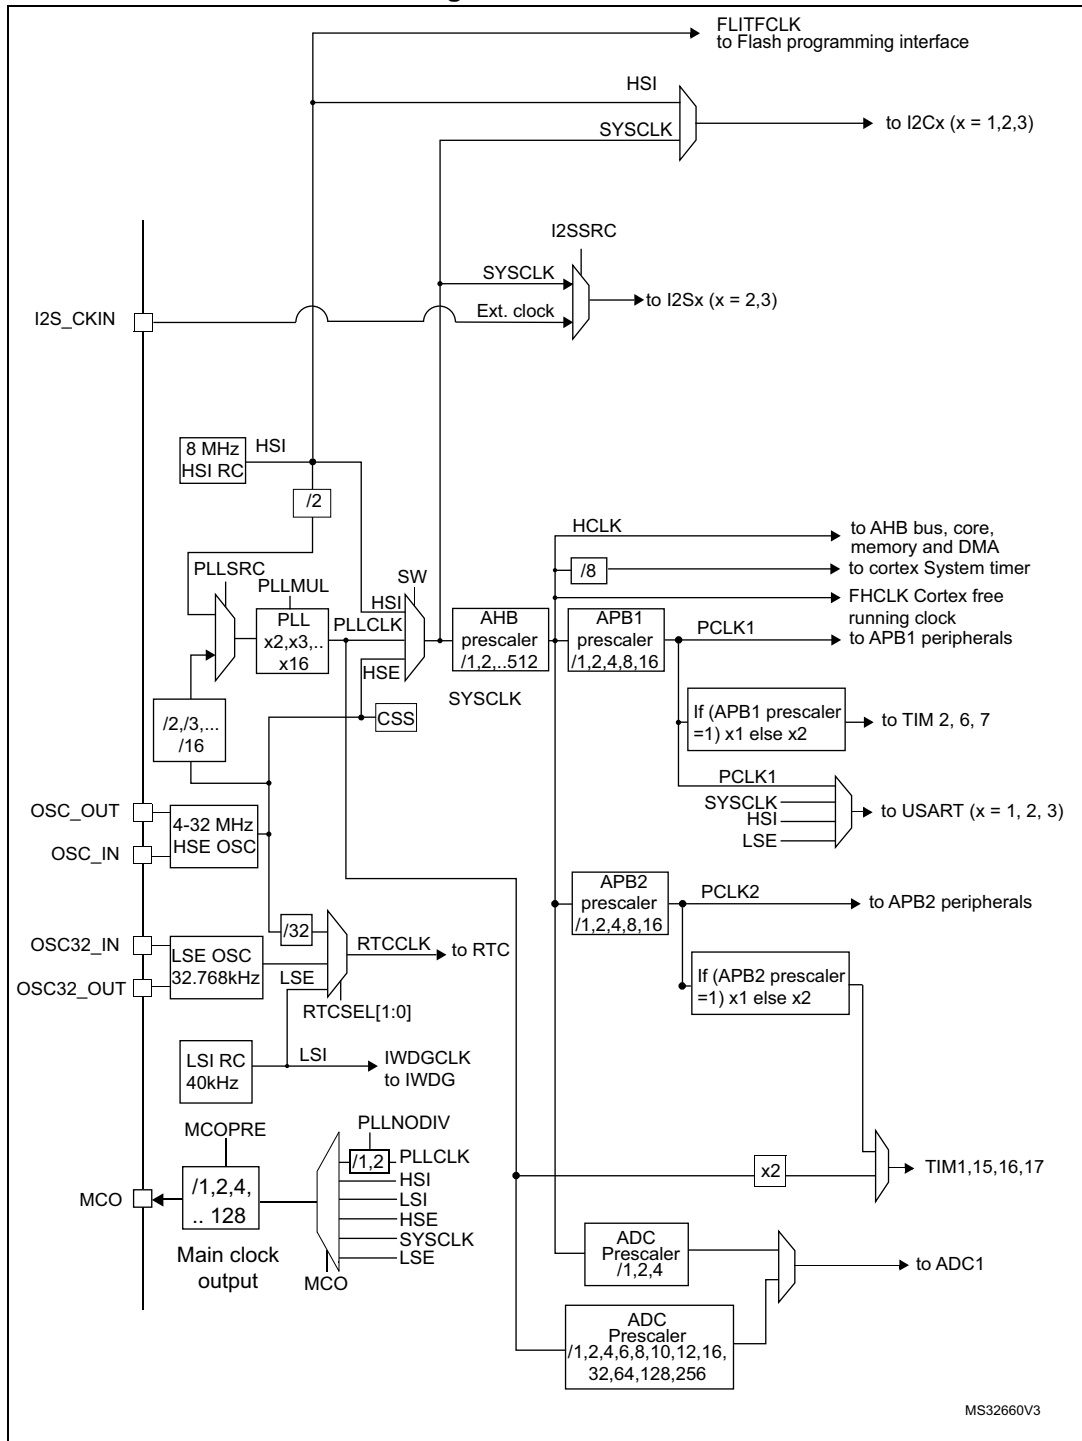 FLITFCLK
to Flash programming interface
HSI
to I2Cx (x = 1,2,3)
SYSCLK
I2SSRC
SYSCLK
to I2Sx (x = 2,3)
I2S_CKIN
Ext. clock
8 MHz
HSI RC
HSI
/2
HCLK
to AHB bus, core,
memory and DMA
/8
to cortex System timer
FHCLK Cortex free
running clock
PLLSRC
PLLMUL
PLL
x2,x3,..
x16
SW
HSI
PLLCLK
HSE
AHB
prescaler
/1,2,..512
APB1
prescaler
/1,2,4,8,16
PCLK1
to APB1 peripherals
SYSCLK
/2,/3,...
/16
CSS
If (APB1 prescaler
=1) x1 else x2
to TIM 2, 6, 7
PCLK1
SYSCLK
HSI
LSE
to USART (x = 1, 2, 3)
OSC_OUT
OSC_IN
4-32 MHz
HSE OSC
APB2
prescaler
/1,2,4,8,16
PCLK2
to APB2 peripherals
/32
OSC32_IN
OSC32_OUT
LSE OSC
32.768kHz
RTCCLK
to RTC
LSE
RTCSEL[1:0]
If (APB2 prescaler
=1) x1 else x2
LSI RC
40kHz
LSI
IWDGCLK
to IWDG
MCOPRE
PLLNODIV
/1,2
PLLCLK
HSI
LSI
HSE
SYSCLK
LSE
MCO
/1,2,4,
.. 128
Main clock
output
MCO
x2
TIM1,15,16,17
ADC
Prescaler
/1,2,4
to ADC1
ADC
Prescaler
/1,2,4,6,8,10,12,16,
32,64,128,256
MS32660V3